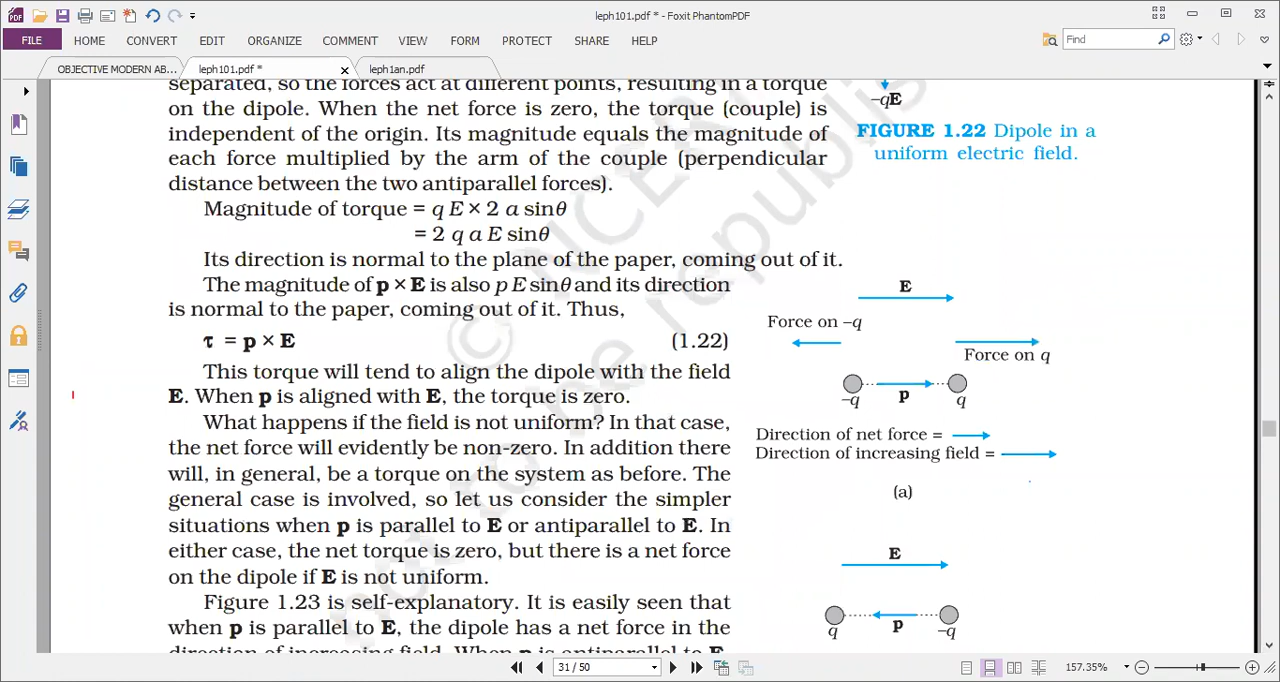 leph101.pdf * - Foxit PhantomPDF
FILE HOME CONVERT EDIT ORGANIZE COMMENT VIEW FORM PROTECT SHARE HELP
Find
OBJECTIVE MODERN AB... leph101.pdf * leph1an.pdf
separated, so the forces act at different points, resulting in a torque
on the dipole. When the net force is zero, the torque (couple) is
independent of the origin. Its magnitude equals the magnitude of
each force multiplied by the arm of the couple (perpendicular
distance between the two antiparallel forces).
Magnitude of torque = q E × 2 a sinθ
= 2 q a E sinθ
Its direction is normal to the plane of the paper, coming out of it.
The magnitude of p × E is also p E sinθ and its direction
is normal to the paper, coming out of it. Thus,
τ = p × E (1.22)
This torque will tend to align the dipole with the field
E. When p is aligned with E, the torque is zero.
What happens if the field is not uniform? In that case,
the net force will evidently be non-zero. In addition there
will, in general, be a torque on the system as before. The
general case is involved, so let us consider the simpler
situations when p is parallel to E or antiparallel to E. In
either case, the net torque is zero, but there is a net force
on the dipole if E is not uniform.
Figure 1.23 is self-explanatory. It is easily seen that
when p is parallel to E, the dipole has a net force in the
direction of increasing field. When p is antiparallel to E,
–qE
FIGURE 1.22 Dipole in a
uniform electric field.
E
Force on –q
Force on q
–q p q
Direction of net force =
Direction of increasing field =
(a)
E
q p –q
© NCERT
not to be republis
31 / 50
157.35%